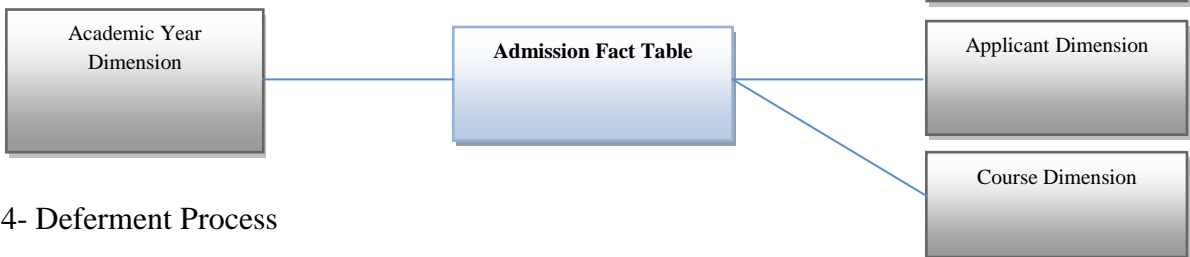 Academic Year
Dimension
Admission Fact Table
Applicant Dimension
Course Dimension
4- Deferment Process